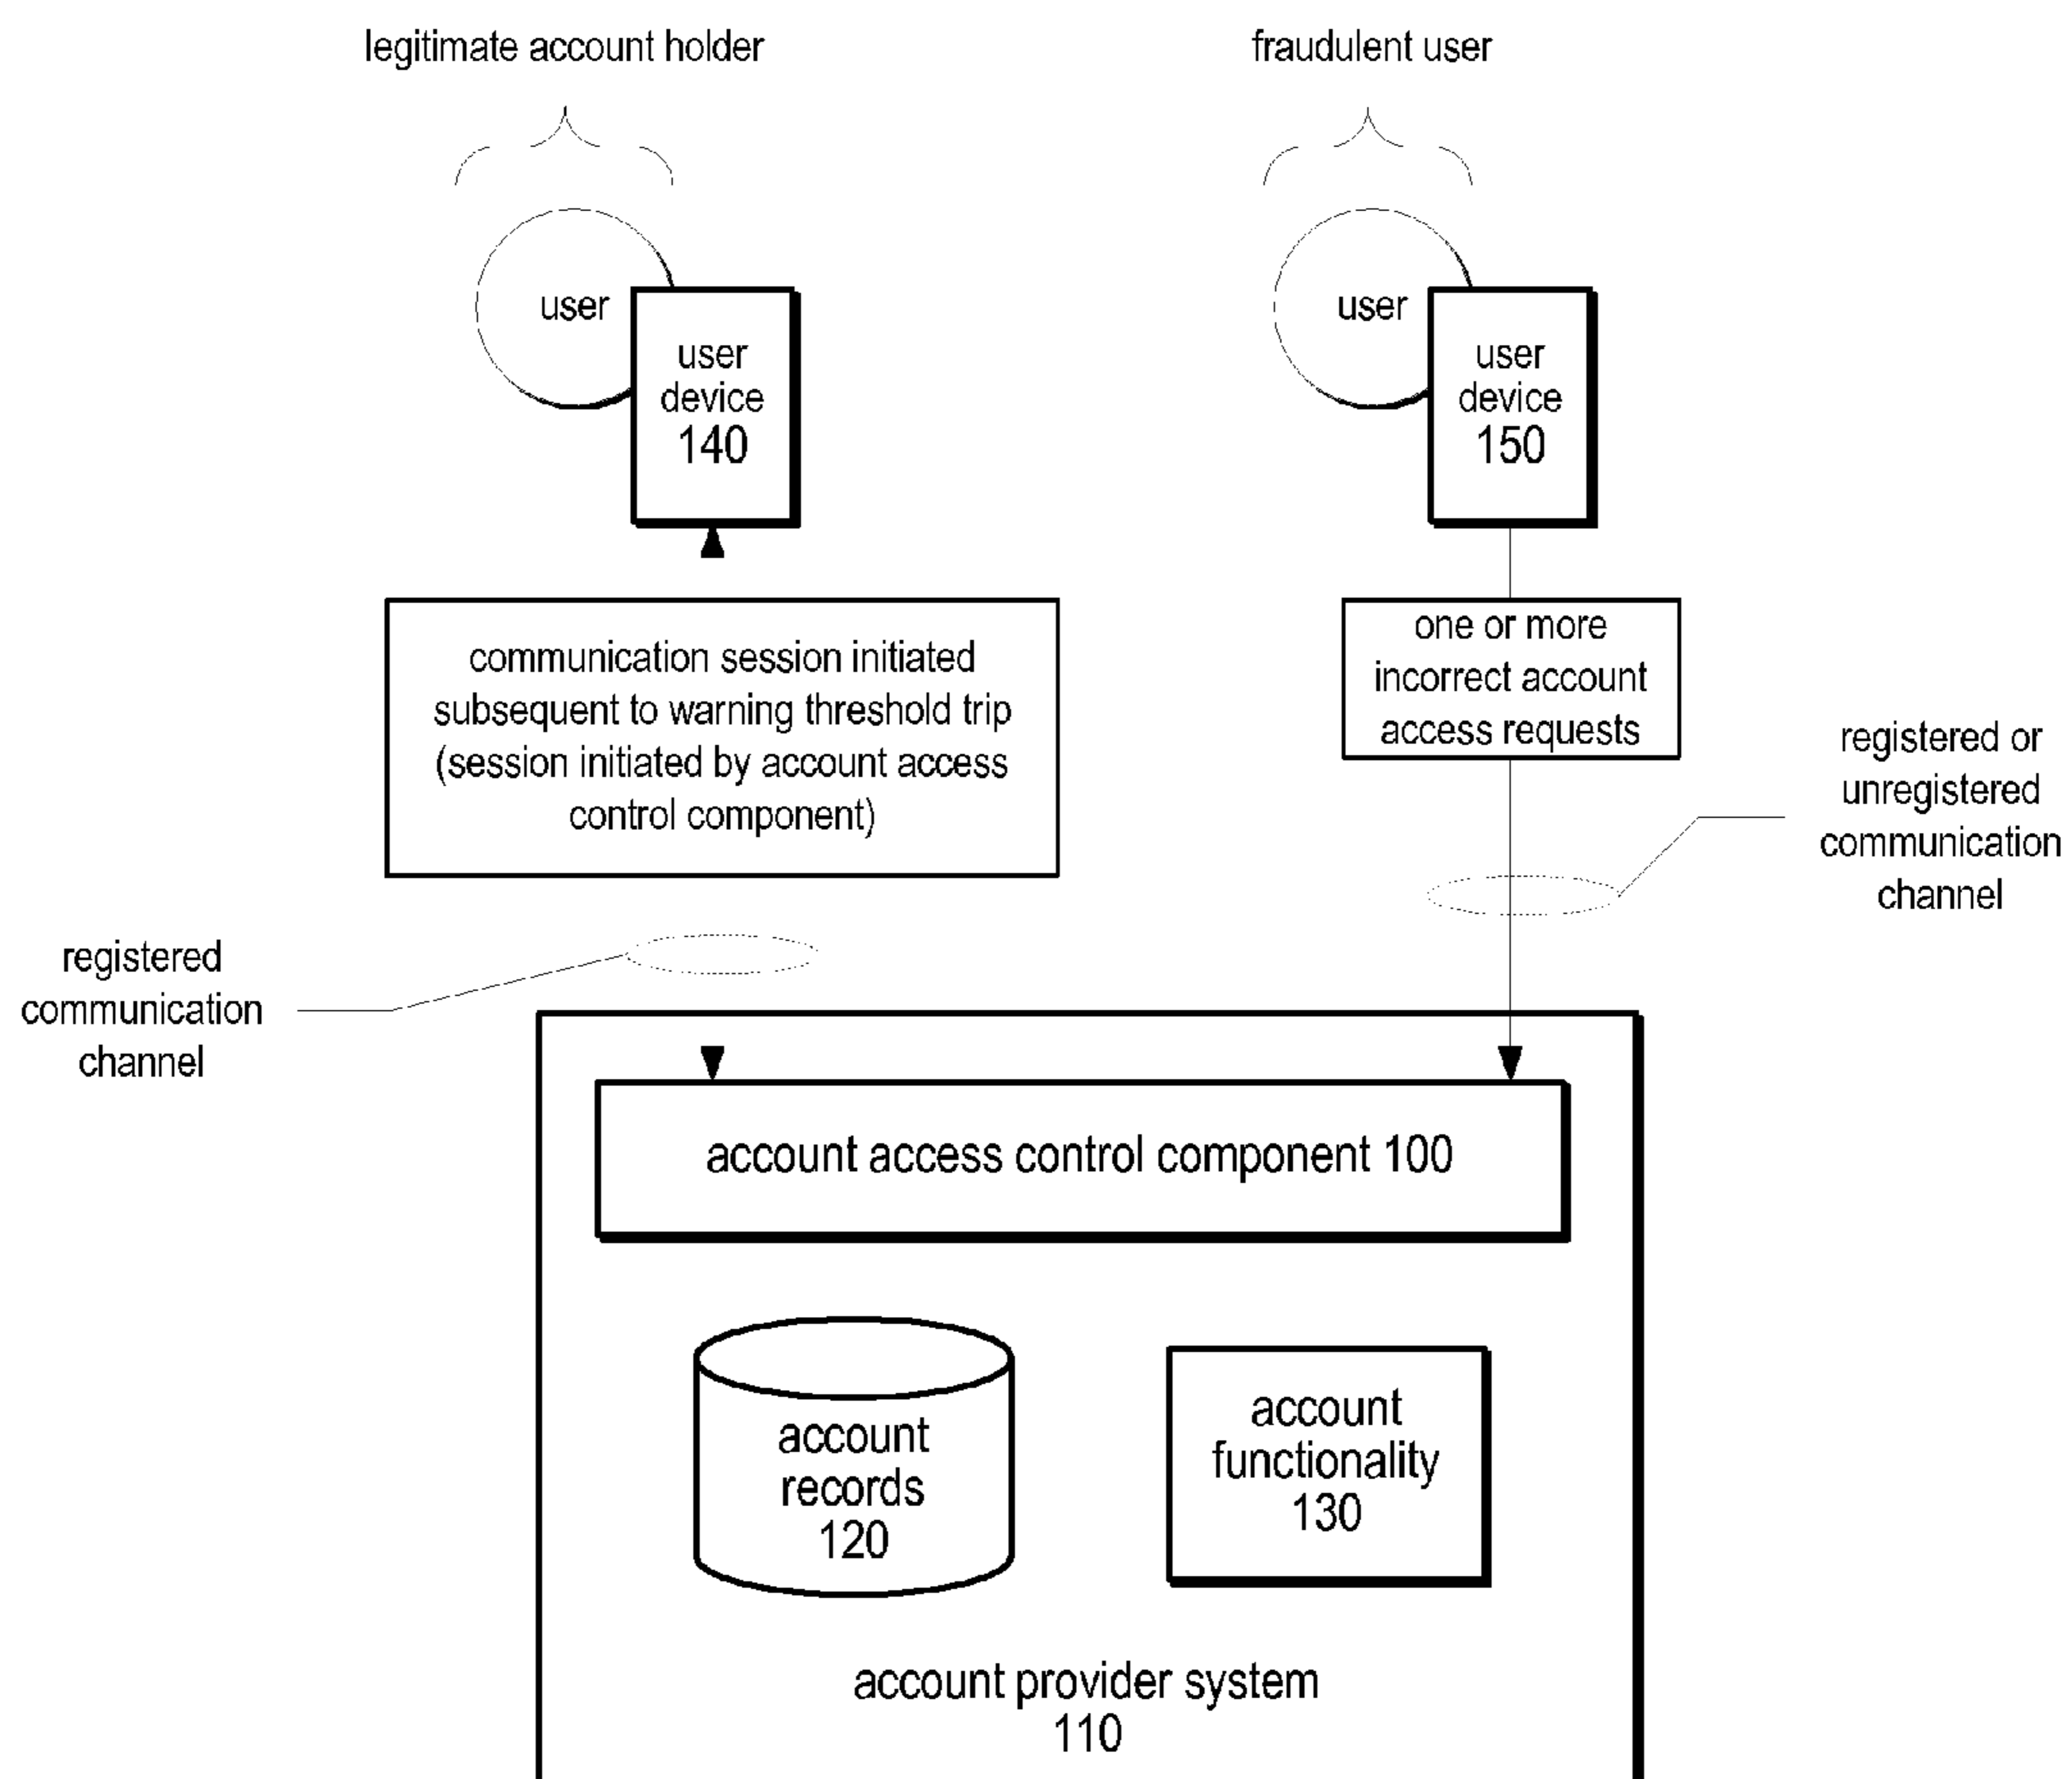 legitimate account holder
fraudulent user
user
user
device
140
user
user
device
150
communication session initiated
subsequent to warning threshold trip
(session initiated by account access
control component)
one or more
incorrect account
access requests
registered or
unregistered
communication
channel
registered
communication
channel
account access control component 100
account
records
120
account
functionality
130
account provider system
110